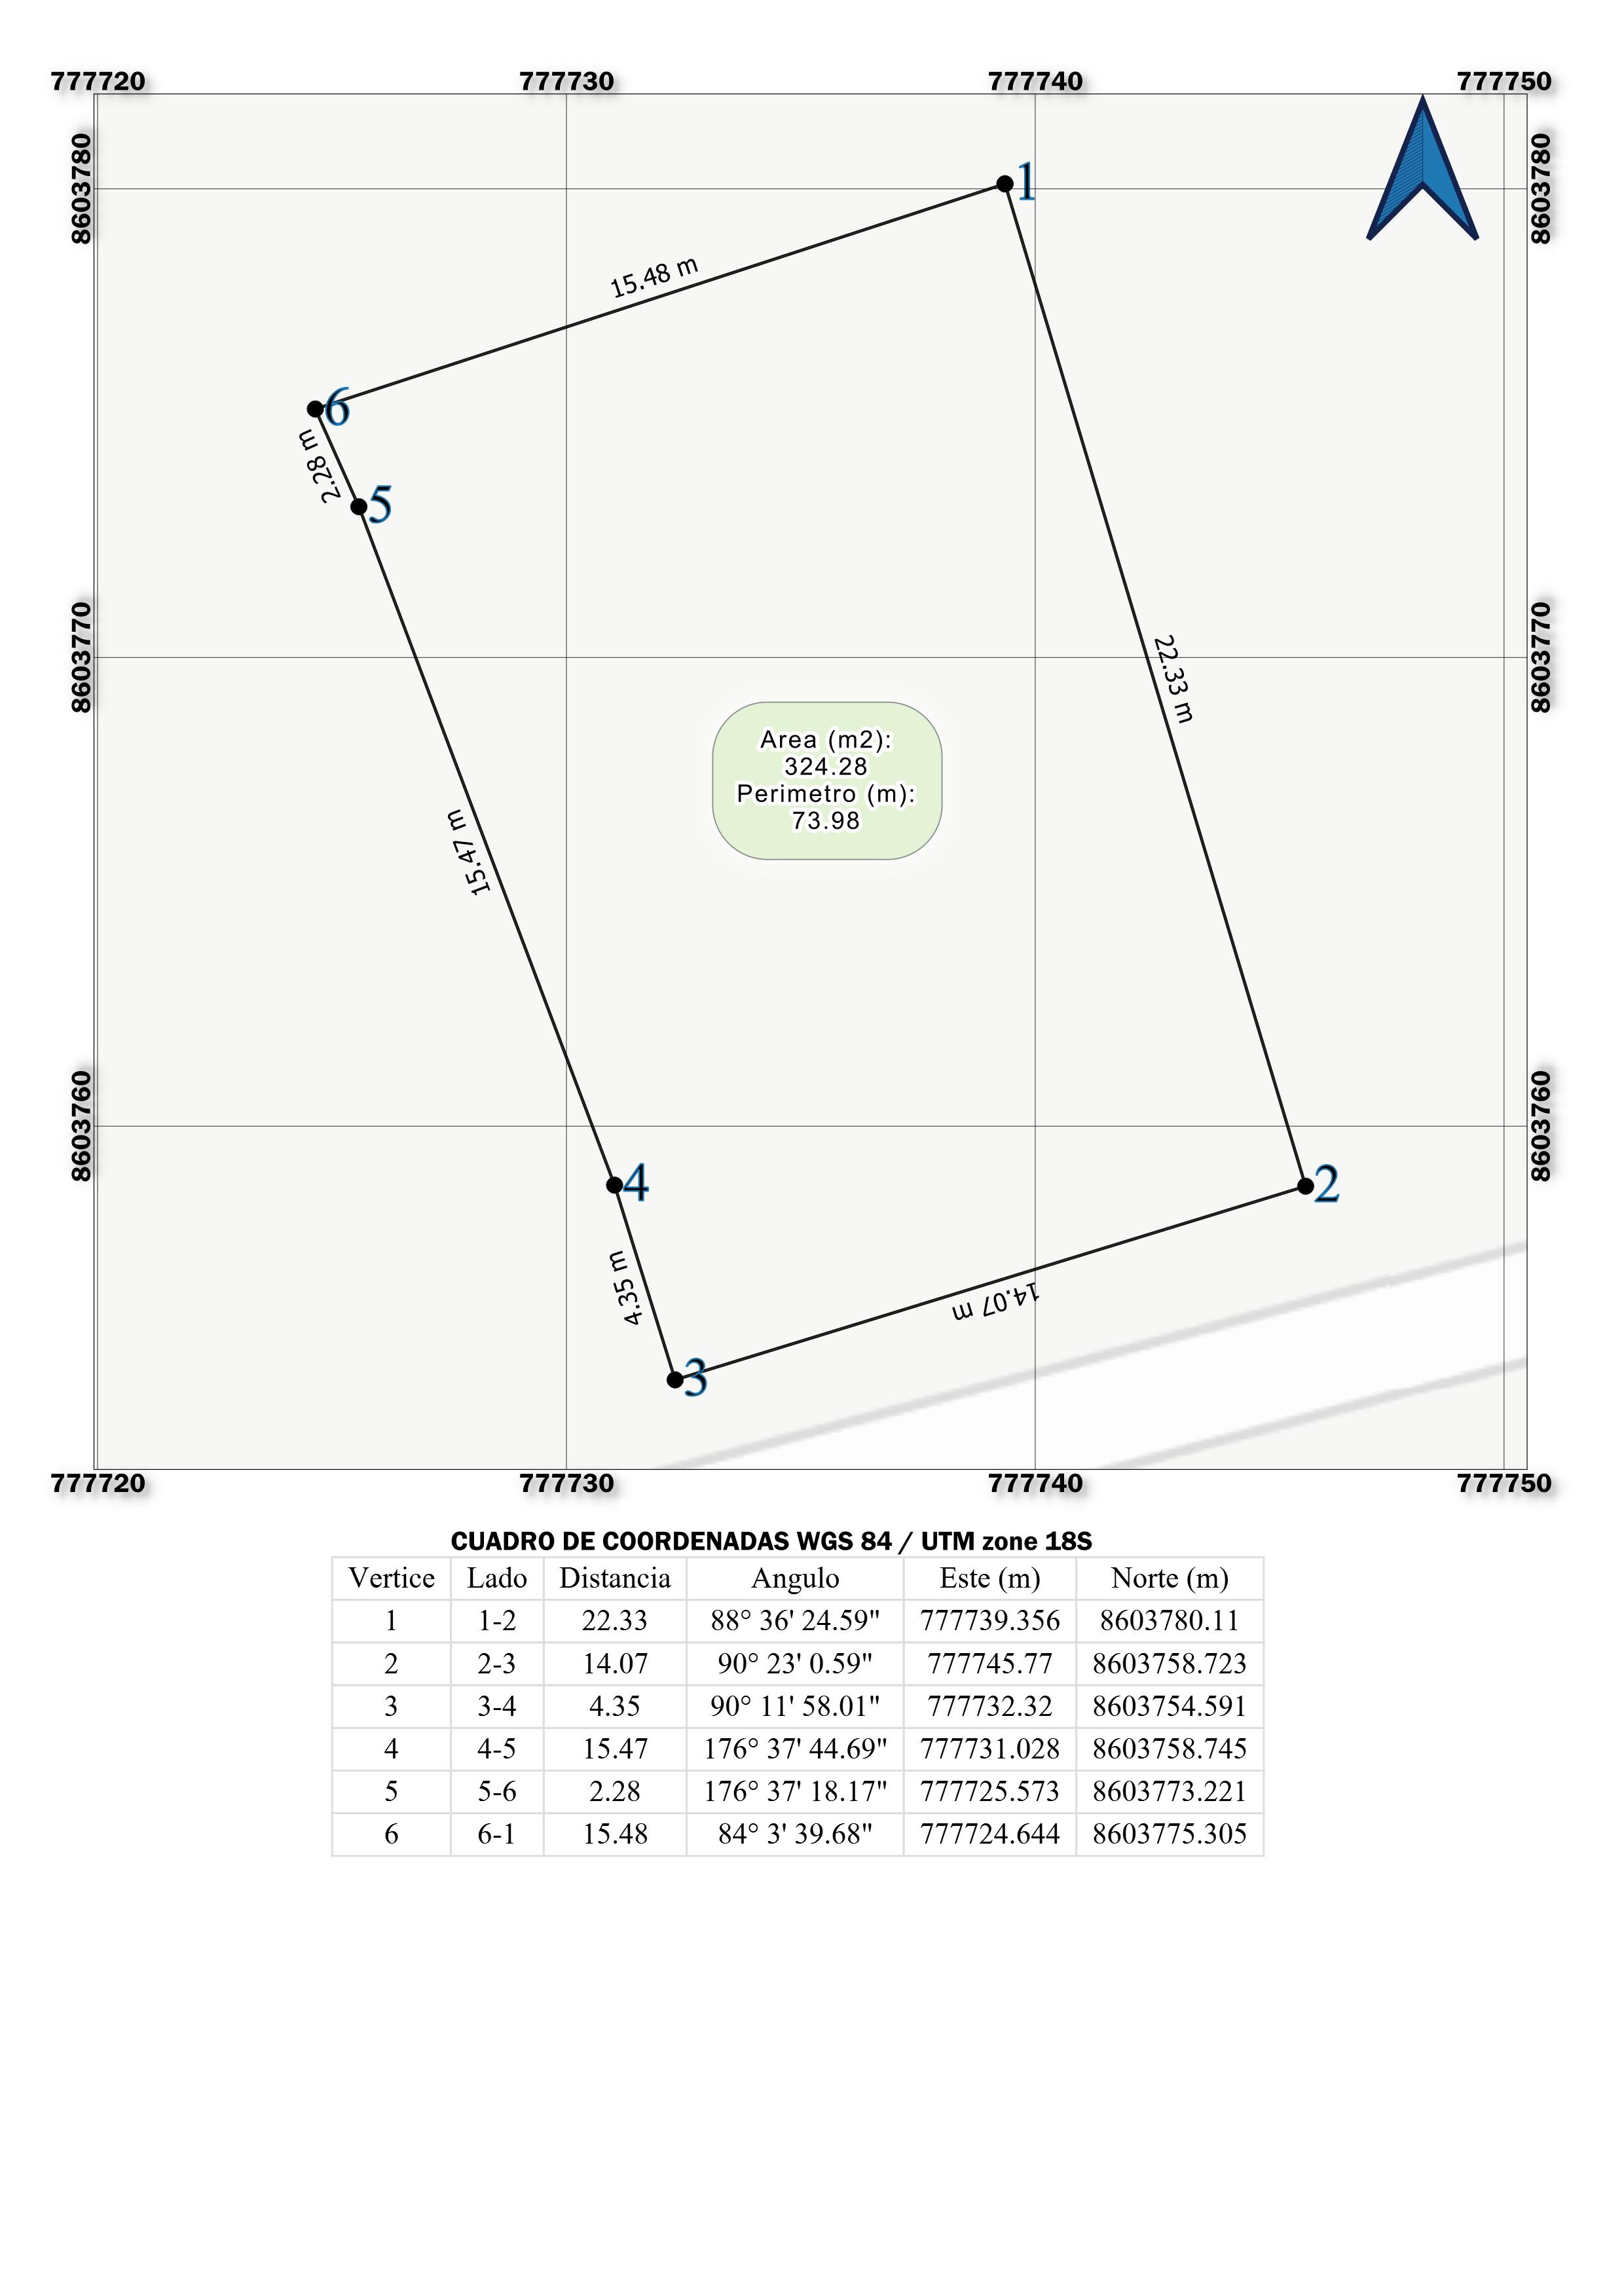 777720 777730 777740 777750
8603780 8603780
1
15.48 m
6
2.28 m
5
8603770 8603770
22.33 m
Area (m2):
324.28
Perimetro (m):
73.98
15.47 m
8603760 8603760
4
2
4.35 m
14.07 m
3
777720 777730 777740 777750
CUADRO DE COORDENADAS WGS 84 / UTM zone 18S
Vertice Lado Distancia Angulo Este (m) Norte (m)
1 1-2 22.33 88° 36' 24.59" 777739.356 8603780.11
2 2-3 14.07 90° 23' 0.59" 777745.77 8603758.723
3 3-4 4.35 90° 11' 58.01" 777732.32 8603754.591
4 4-5 15.47 176° 37' 44.69" 777731.028 8603758.745
5 5-6 2.28 176° 37' 18.17" 777725.573 8603773.221
6 6-1 15.48 84° 3' 39.68" 777724.644 8603775.305